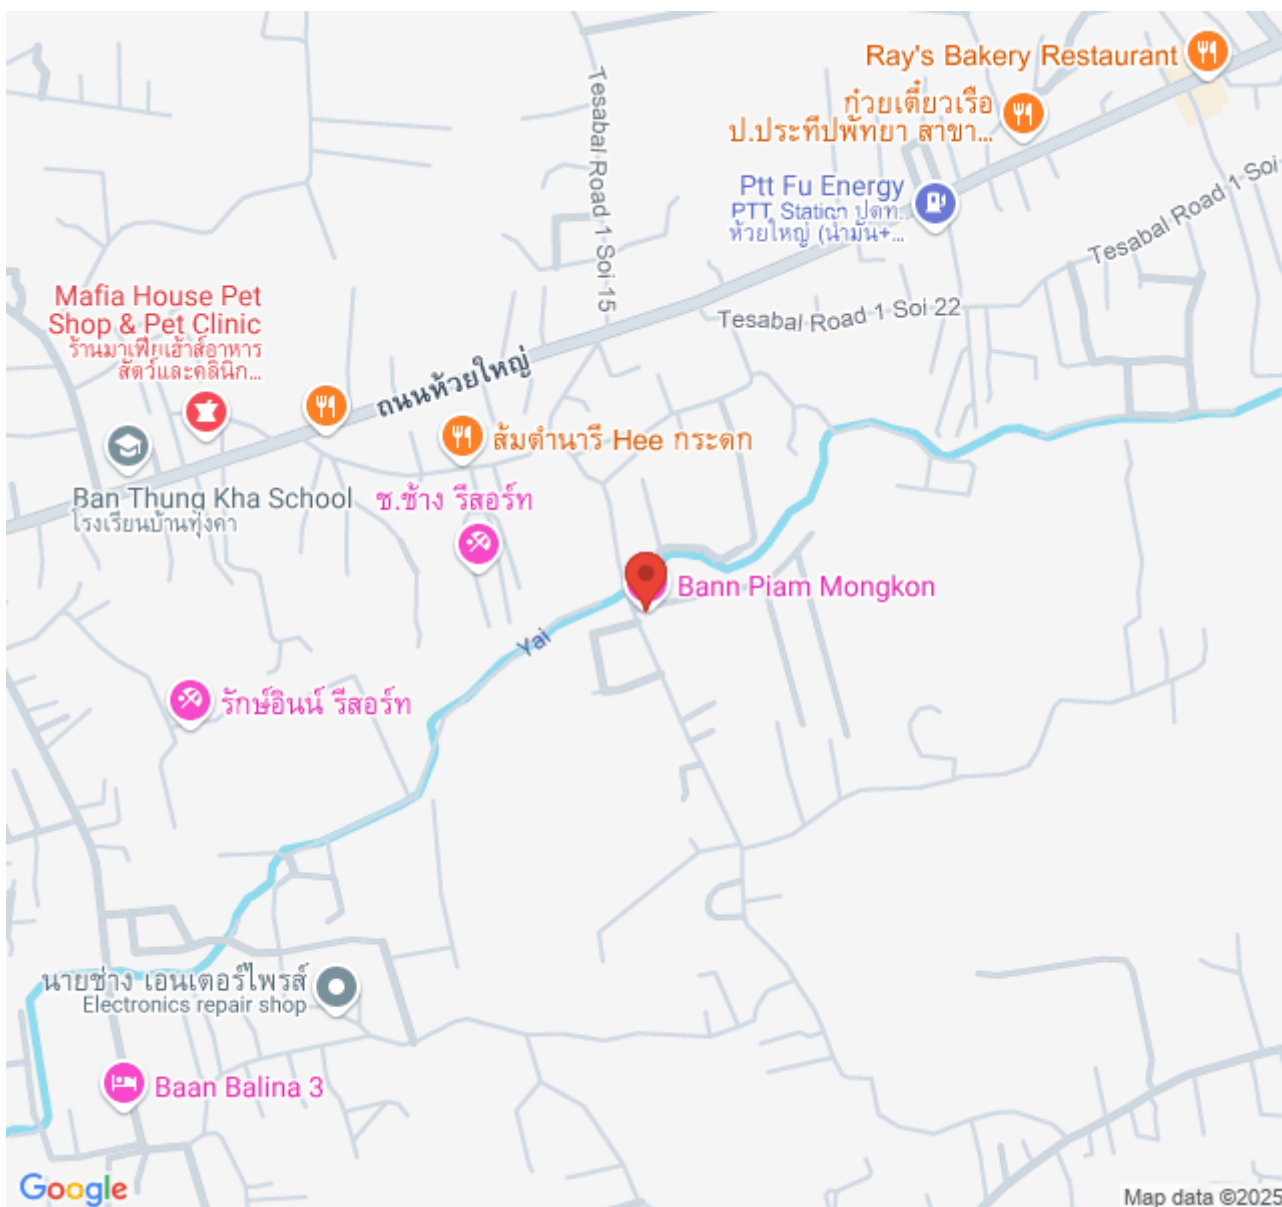 Ray's Bakery Restaurant
ก๋วยเตี๋ยวเรือ
ป.ประทีปพัทยา สาขา...
Tesabal Road 1 Soi 15
Ptt Fu Energy
PTT Station ปตท.
ห้วยใหญ่ (น้ำมัน+...
Tesabal Road 1 Soi
Mafia House Pet
Shop & Pet Clinic
ร้านมาเฟียเฮ้าส์อาหาร
สัตว์และคลินิก...
Tesabal Road 1 Soi 22
ถนนห้วยใหญ่
ส้มตำนารี Hee กระดก
Ban Thung Kha School
โรงเรียนบ้านทุ่งคา
ช.ช้าง รีสอร์ท
Bann Piam Mongkon
Yai
รักษ์อินน์ รีสอร์ท
นายช่าง เอนเตอร์ไพรส์
Electronics repair shop
Baan Balina 3
Google
Map data ©2025